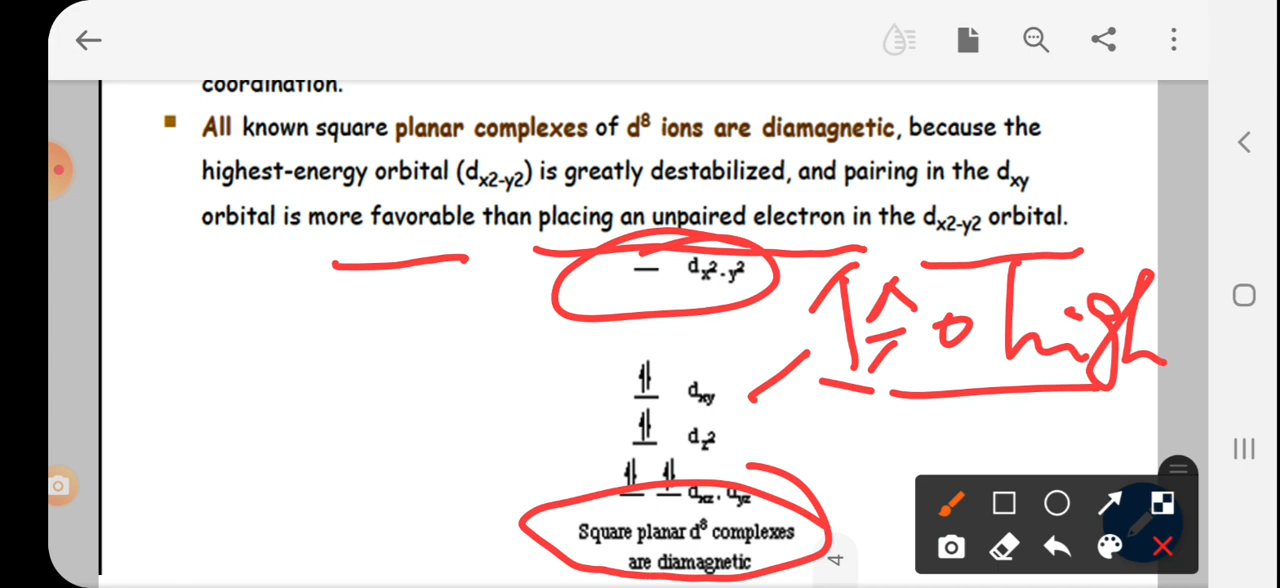 coordination.
All known square planar complexes of d8 ions are diamagnetic, because the
highest-energy orbital (dx2-y2) is greatly destabilized, and pairing in the dxy
orbital is more favorable than placing an unpaired electron in the dx2-y2 orbital.
dx²-y²
high
dxy
dz²
dxz, dyz
Square planar d8 complexes
are diamagnetic
4